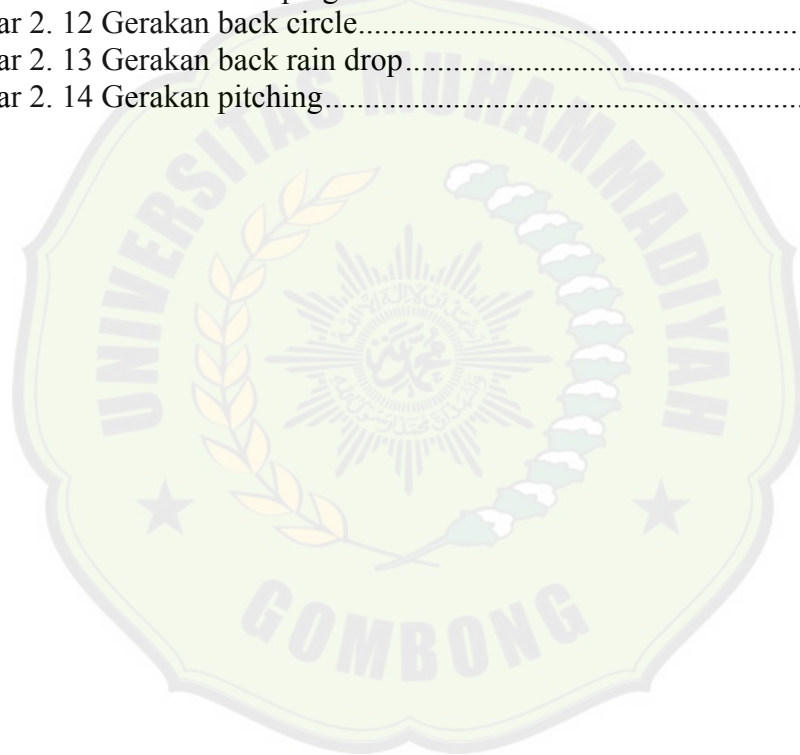 ar 2. 12 Gerakan back circle
ar 2. 13 Gerakan back rain drop
ar 2. 14 Gerakan pitching
UNIVERSITAS MUHAMMADIYAH
GOMBONG